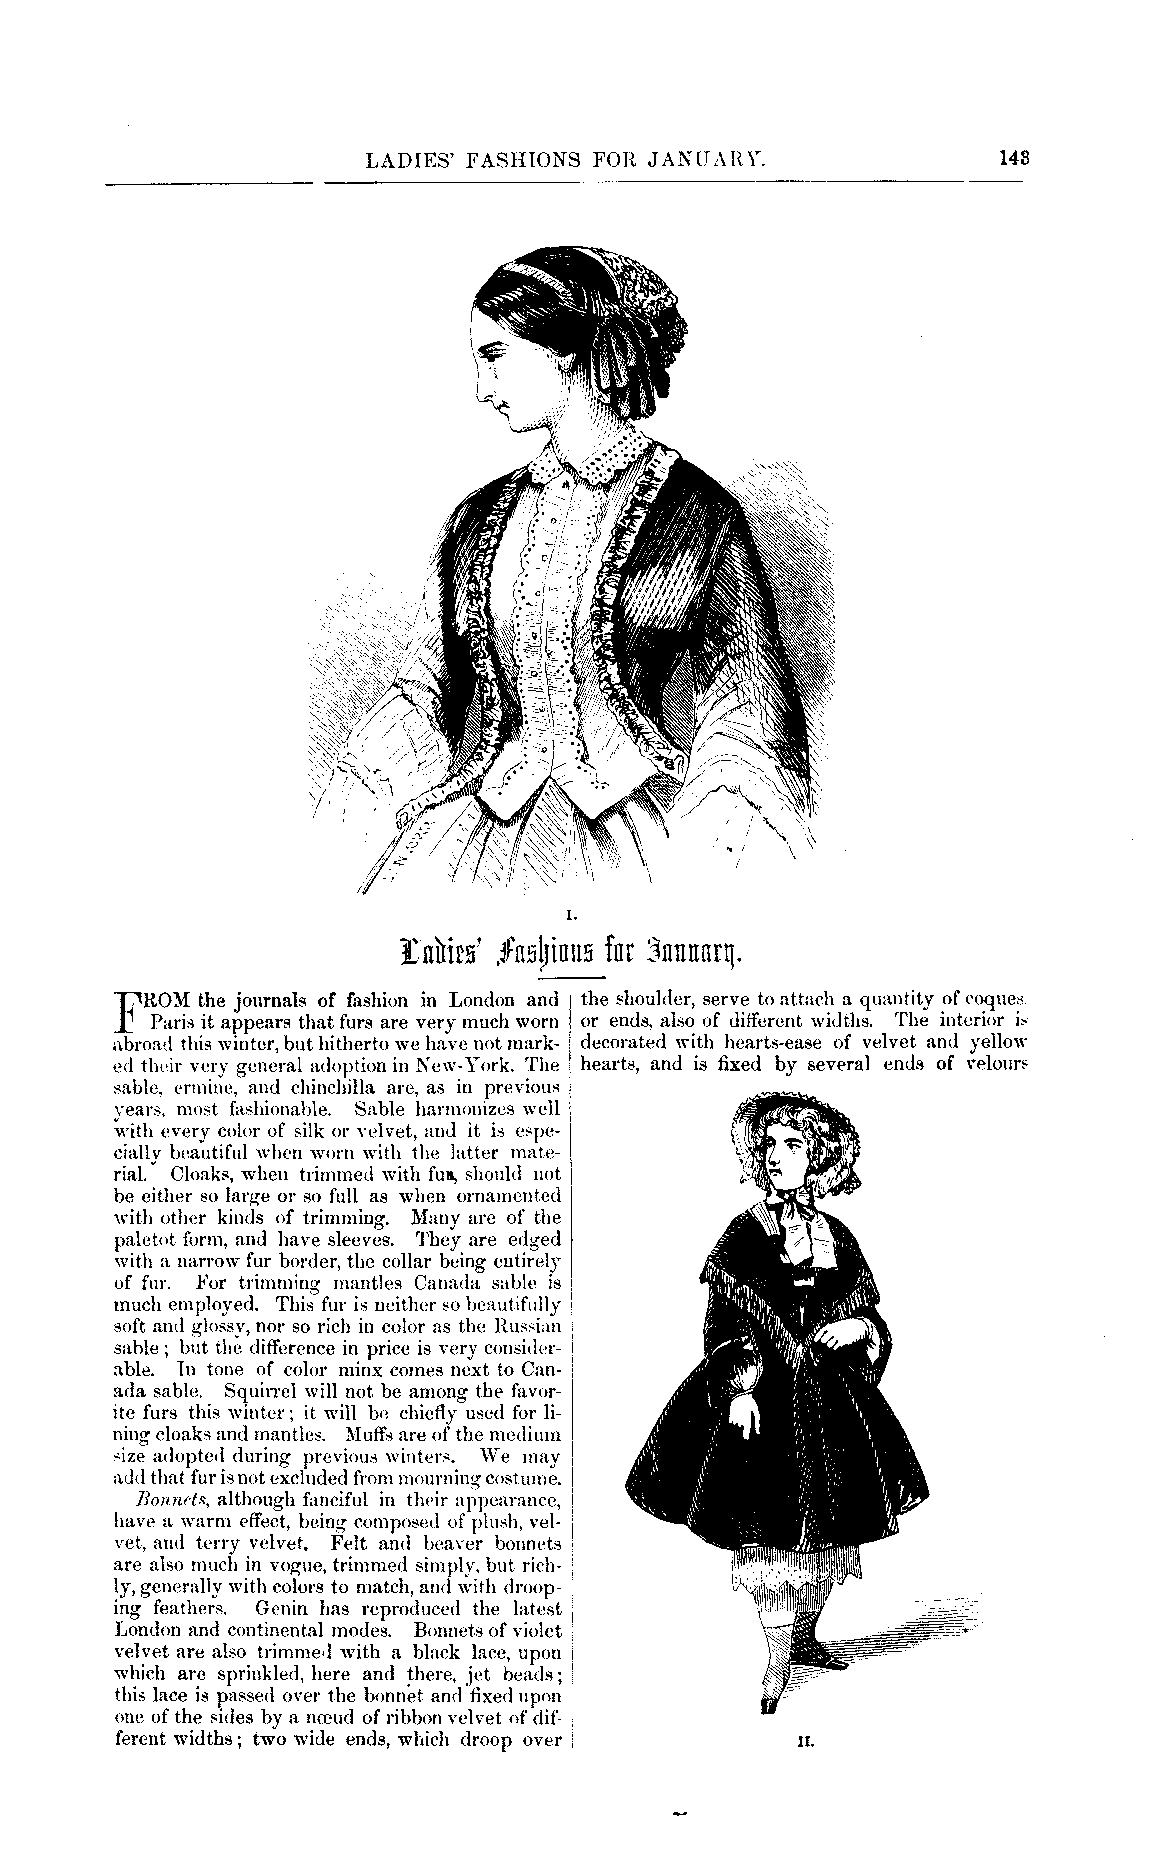 LADIES' FASHIONS FOR JANUARY. 143
I.
Ladies' Fashions for January.
FROM the journals of fashion in London and
Paris it appears that furs are very much worn
abroad this winter, but hitherto we have not mark-
ed their very general adoption in New-York. The
sable, ermine, and chinchilla are, as in previous
years, most fashionable. Sable harmonizes well
with every color of silk or velvet, and it is espe-
cially beautiful when worn with the latter mate-
rial. Cloaks, when trimmed with fur, should not
be either so large or so full as when ornamented
with other kinds of trimming. Many are of the
paletot form, and have sleeves. They are edged
with a narrow fur border, the collar being entirely
of fur. For trimming mantles Canada sable is
much employed. This fur is neither so beautifully
soft and glossy, nor so rich in color as the Russian
sable; but the difference in price is very consider-
able. In tone of color minx comes next to Can-
ada sable. Squirrel will not be among the favor-
ite furs this winter; it will be chiefly used for li-
ning cloaks and mantles. Muffs are of the medium
size adopted during previous winters. We may
add that fur is not excluded from mourning costume.
Bonnets, although fanciful in their appearance,
have a warm effect, being composed of plush, vel-
vet, and terry velvet. Felt and beaver bonnets
are also much in vogue, trimmed simply, but rich-
ly, generally with colors to match, and with droop-
ing feathers. Genin has reproduced the latest
London and continental modes. Bonnets of violet
velvet are also trimmed with a black lace, upon
which are sprinkled, here and there, jet beads;
this lace is passed over the bonnet and fixed upon
one of the sides by a nœud of ribbon velvet of dif-
ferent widths; two wide ends, which droop over
the shoulder, serve to attach a quantity of coques
or ends, also of different widths. The interior is
decorated with hearts-ease of velvet and yellow
hearts, and is fixed by several ends of velours
II.